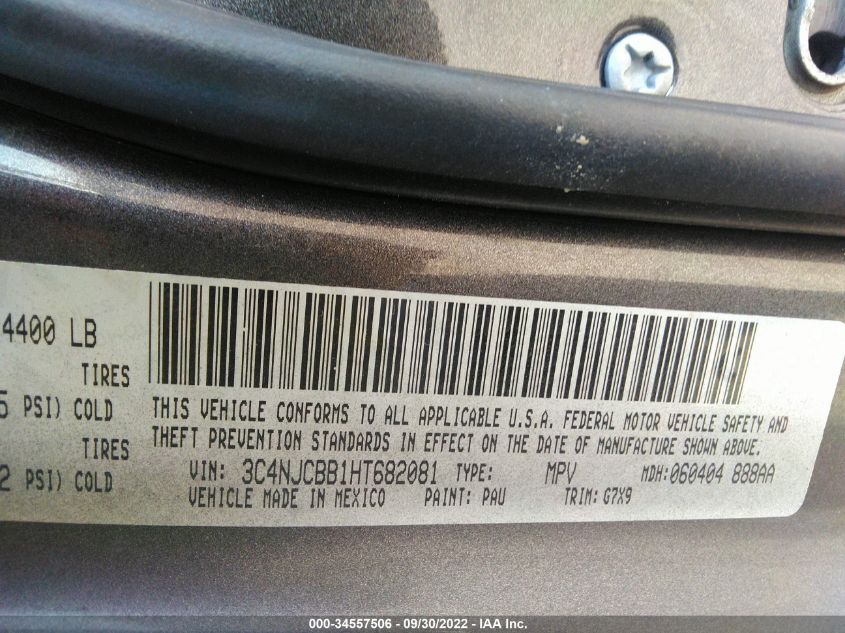 4400 LB
TIRES
5 PSI) COLD
TIRES
2 PSI) COLD
THIS VEHICLE CONFORMS TO ALL APPLICABLE U.S.A. FEDERAL MOTOR VEHICLE SAFETY AND
THEFT PREVENTION STANDARDS IN EFFECT ON THE DATE OF MANUFACTURE SHOWN ABOVE.
VIN: 3C4NJCBB1HT682081 TYPE: MPV MDH:060404 888AA
VEHICLE MADE IN MEXICO PAINT: PAU TRIM: G7X9
000-34557506 - 09/30/2022 - IAA Inc.